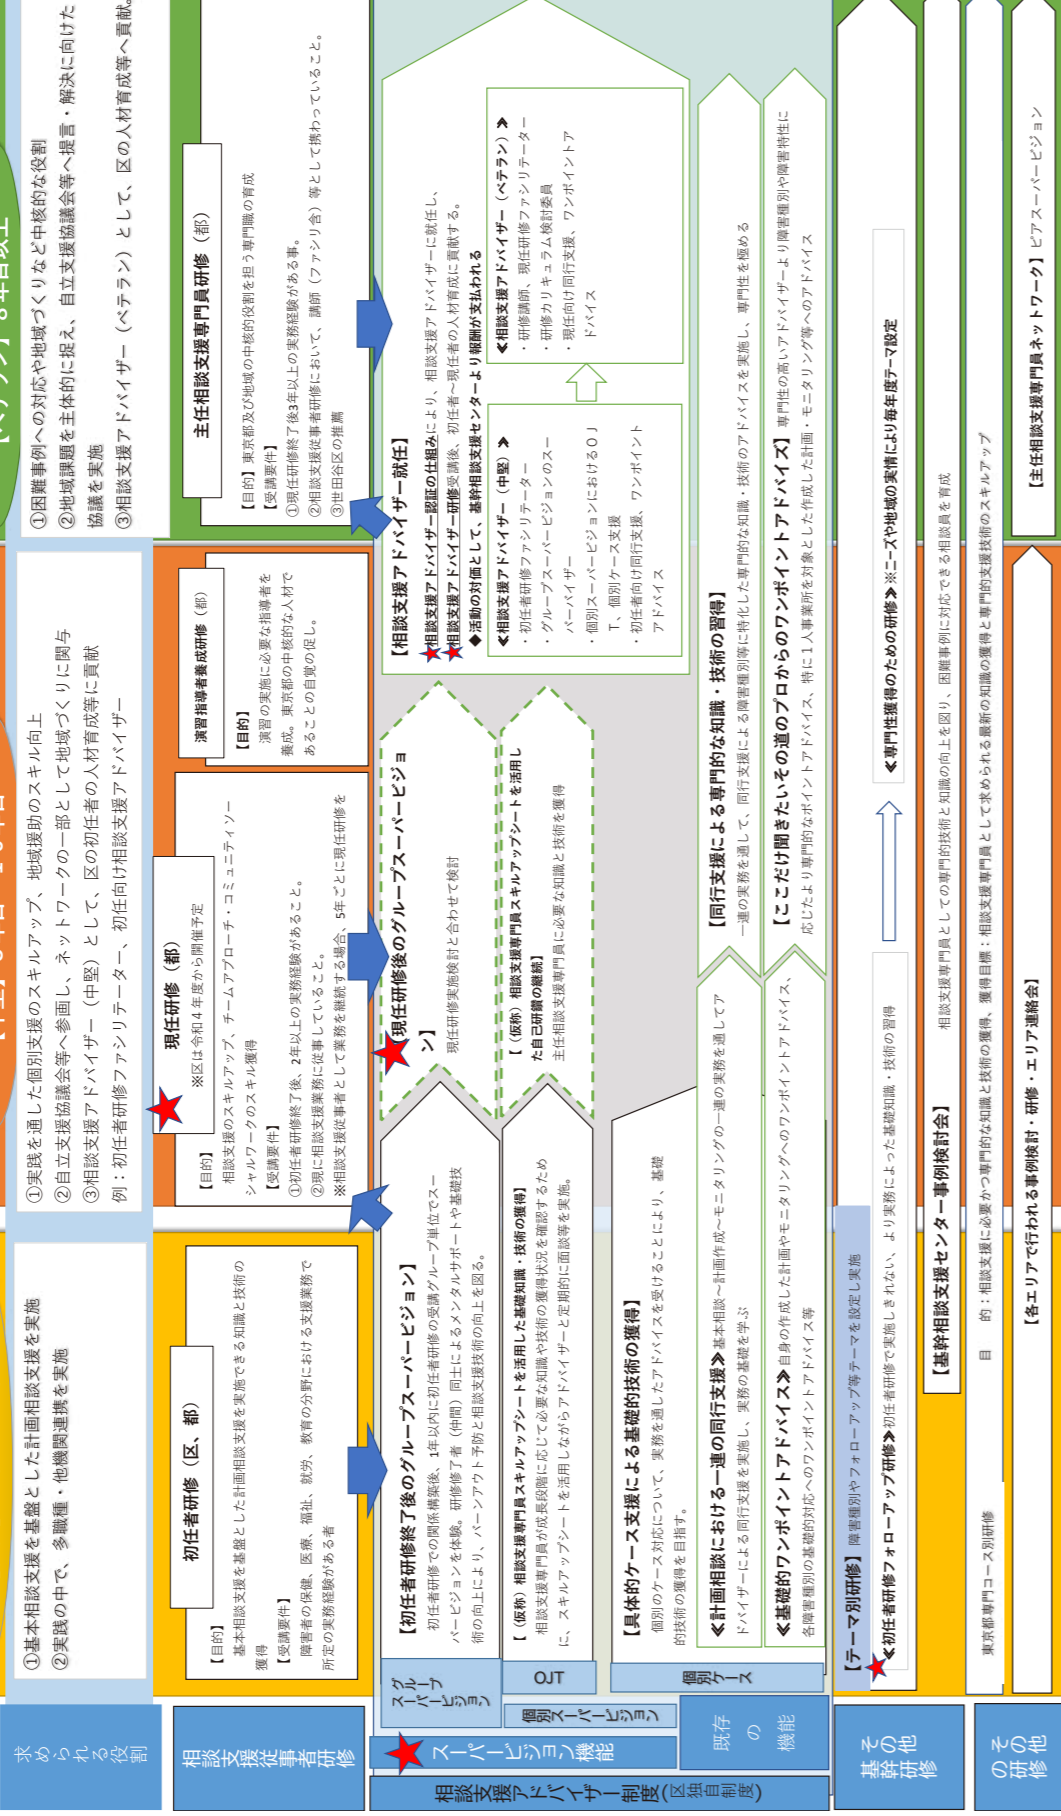 求められる役割
①基本相談支援を基盤とした計画相談支援を実施
②実践の中で、多職種・他機関連携を実施
①実践を通した個別支援のスキルアップ、地域援助のスキル向上
②自立支援協議会等へ参画し、ネットワークの一部として地域づくりに関与
③相談支援アドバイザー（中堅）として、区の初任者の人材育成等に貢献
例：初任者研修ファシリテーター、初任向け相談支援アドバイザー
①困難事例への対応や地域づくりなど中核的な役割
②地域課題を主体的に捉え、自立支援協議会等へ提言・解決に向けた
協議を実施
③相談支援アドバイザー（ベテラン）として、区の人材育成等へ貢献。
相談支援従事者研修
初任者研修（区、都）
【目的】
基本相談支援を基盤とした計画相談支援を実施できる知識と技術の
獲得
【受講要件】
障害者の保健、医療、福祉、就労、教育の分野における支援業務で
所定の実務経験がある者
現任研修（都）
※区は令和４年度から開催予定
【目的】
相談支援のスキルアップ、チームアプローチ・コミュニティソー
シャルワークのスキル獲得
【受講要件】
①初任者研修終了後、2年以上の実務経験があること。
②現に相談支援業務に従事していること。
※相談支援従事者として業務を継続する場合、5年ごとに現任研修を
演習指導者養成研修（都）
【目的】
演習の実施に必要な指導者を
養成。東京都の中核的な人材で
あることの自覚の促し。
主任相談支援専門員研修（都）
【目的】東京都及び地域の中核的役割を担う専門職の育成
【受講要件】
①現任研修終了後3年以上の実務経験がある事。
②相談支援従事者研修において、講師（ファシリ含）等として携わっていること。
③世田谷区の推薦
相談支援アドバイザー制度(区独自制度)
スーパービジョン機能
グループ
スーパービジョン
【初任者研修終了後のグループスーパービジョン】
初任者研修での関係構築後、1年以内に初任者研修の受講グループ単位でスー
パービジョンを体験。研修修了者（仲間）同士によるメンタルサポートや基礎技
術の向上により、バーンアウト予防と相談支援技術の向上を図る。
【現任研修後のグループスーパービジョ
ン】
現任研修実施検討と合わせて検討
個別スーパービジョン
OJT
【（仮称）相談支援専門員スキルアップシートを活用した基礎知識・技術の獲得】
相談支援専門員が成長段階に応じて必要な知識や技術の獲得状況を確認するため
に、スキルアップシートを活用しながらアドバイザーと定期的に面談等を実施。
【（仮称）相談支援専門員スキルアップシートを活用し
た自己研鑽の継続】
主任相談支援専門員に必要な知識と技術を獲得
【相談支援アドバイザー就任】
相談支援アドバイザー認証の仕組みにより、相談支援アドバイザーに就任し、
相談支援アドバイザー研修受講後、初任者～現任者の人材育成に貢献する。
◆活動の対価として、基幹相談支援センターより報酬が支払われる
≪相談支援アドバイザー（中堅）≫
・初任者研修ファシリテーター
・グループスーパービジョンのスー
パーバイザー
・個別スーパービジョンにおけるＯＪ
Ｔ、個別ケース支援
・初任者向け同行支援、ワンポイント
アドバイス
≪相談支援アドバイザー（ベテラン）≫
・研修講師、現任研修ファシリテーター
・研修カリキュラム検討委員
・現任向け同行支援、ワンポイントア
ドバイス
既存の機能
個別ケース
【具体的ケース支援による基礎的技術の獲得】
個別のケース対応について、実務を通したアドバイスを受けることにより、基礎
的技術の獲得を目指す。
≪計画相談における一連の同行支援≫基本相談～計画作成～モニタリングの一連の実務を通してア
ドバイザーによる同行支援を実施し、実務の基礎を学ぶ
≪基礎的ワンポイントアドバイス≫自身の作成した計画やモニタリングへのワンポイントアドバイス、
各障害種別の基礎的対応へのワンポイントアドバイス等
【同行支援による専門的な知識・技術の習得】
一連の実務を通して、同行支援による障害種別等に特化した専門的な知識・技術のアドバイスを実施し、専門性を極める
【ここだけ聞きたいその道のプロからのワンポイントアドバイズ】専門性の高いアドバイザーより障害種別や障害特性に
応じたより専門的なポイントアドバイス、特に１人事業所を対象とした作成した計画・モニタリング等へのアドバイス
その他基幹研修
【テーマ別研修】障害種別やフォローアップ等テーマを設定し実施
≪初任者研修フォローアップ研修≫初任者研修で実施しきれない、より実務によった基礎知識・技術の習得
≪専門性獲得のための研修≫※ニーズや地域の実情により毎年度テーマ設定
【基幹相談支援センター事例検討会】
相談支援専門員としての専門的技術と知識の向上を図り、困難事例に対応できる相談員を育成
その他の研修
東京都専門コース別研修
目　的：相談支援に必要かつ専門的な知識と技術の獲得、獲得目標：相談支援専門員として求められる最新の知識の獲得と専門的支援技術のスキルアップ
【各エリアで行われる事例検討・研修・エリア連絡会】
【主任相談支援専門員ネットワーク】ピアスーパービジョン